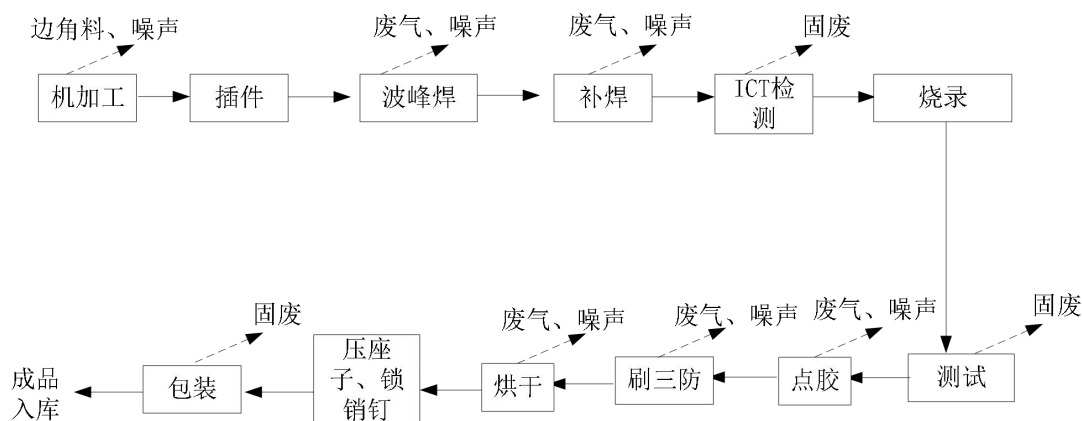 边角料、噪声
废气、噪声
废气、噪声
固废
机加工
插件
波峰焊
补焊
ICT检
测
烧录
固废
废气、噪声
废气、噪声
废气、噪声
固废
成品
入库
包装
压座
子、锁
销钉
烘干
刷三防
点胶
测试